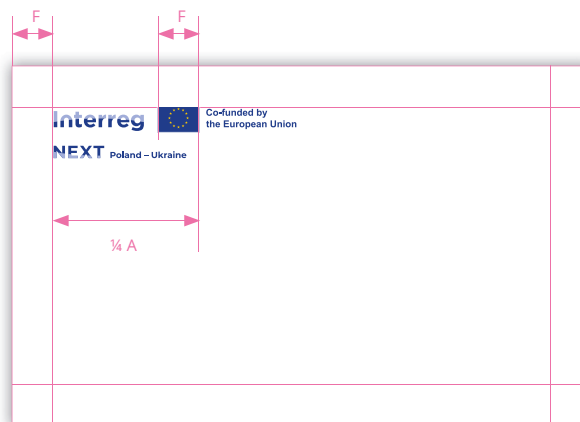 F
F
Interreg
Co-funded by
the European Union
NEXT Poland – Ukraine
¼ A